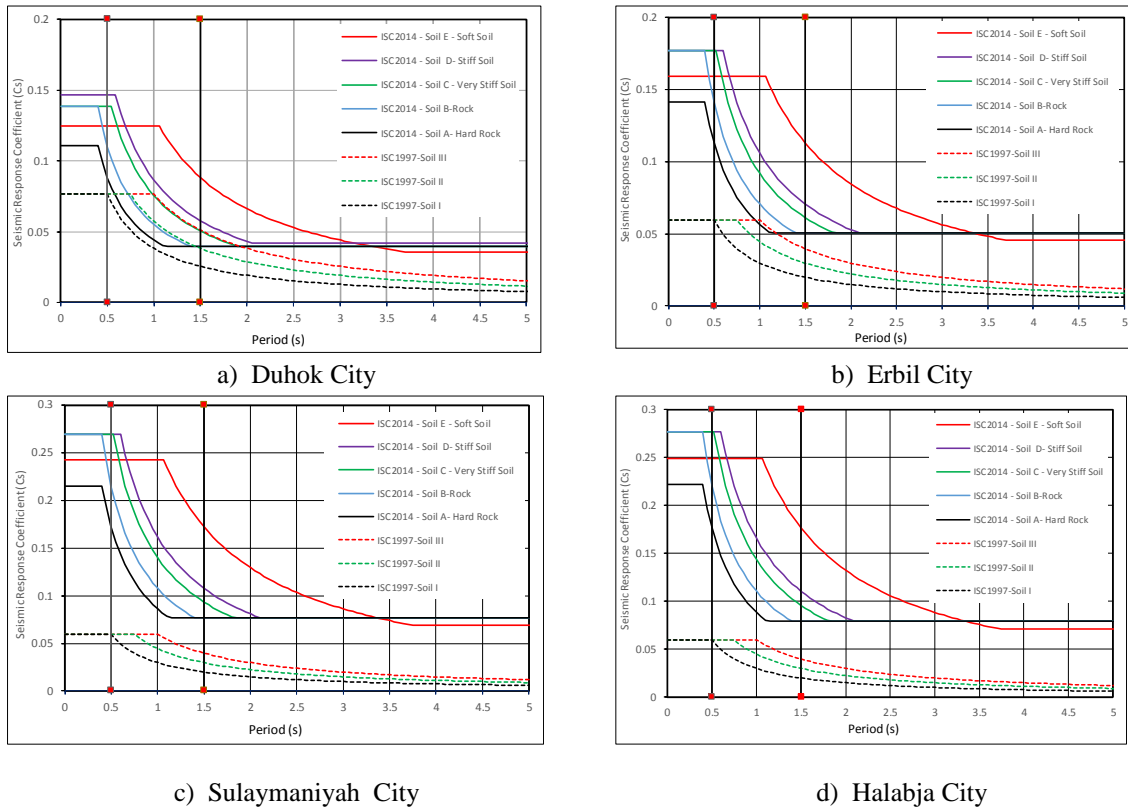 0.2
0.15
0.1
0.05
0
Seismic Response Coefficient (Cs)
ISC2014 - Soil E - Soft Soil
ISC2014 - Soil D- Stiff Soil
ISC2014 - Soil C - Very Stiff Soil
ISC2014 - Soil B-Rock
ISC2014 - Soil A- Hard Rock
ISC1997-Soil III
ISC1997-Soil II
ISC1997-Soil I
0 0.5 1 1.5 2 2.5 3 3.5 4 4.5 5
Period (s)
a) Duhok City
0.2
0.15
0.1
0.05
0
Seismic Response Coefficient (Cs)
ISC2014 - Soil E - Soft Soil
ISC2014 - Soil D- Stiff Soil
ISC2014 - Soil C - Very Stiff Soil
ISC2014 - Soil B-Rock
ISC2014 - Soil A- Hard Rock
ISC1997-Soil III
ISC1997-Soil II
ISC1997-Soil I
0 0.5 1 1.5 2 2.5 3 3.5 4 4.5 5
Period (s)
b) Erbil City
0.3
0.25
0.2
0.15
0.1
0.05
0
Seismic Response Coefficient (Cs)
ISC2014 - Soil E - Soft Soil
ISC2014 - Soil D- Stiff Soil
ISC2014 - Soil C - Very Stiff Soil
ISC2014 - Soil B-Rock
ISC2014 - Soil A- Hard Rock
ISC1997-Soil III
ISC1997-Soil II
ISC1997-Soil I
0 0.5 1 1.5 2 2.5 3 3.5 4 4.5 5
Period (s)
c) Sulaymaniyah City
0.3
0.25
0.2
0.15
0.1
0.05
0
Seismic Response Coefficient (Cs)
ISC2014 - Soil E - Soft Soil
ISC2014 - Soil D- Stiff Soil
ISC2014 - Soil C - Very Stiff Soil
ISC2014 - Soil B-Rock
ISC2014 - Soil A- Hard Rock
ISC1997-Soil III
ISC1997-Soil II
ISC1997-Soil I
0 0.5 1 1.5 2 2.5 3 3.5 4 4.5 5
Period (s)
d) Halabja City